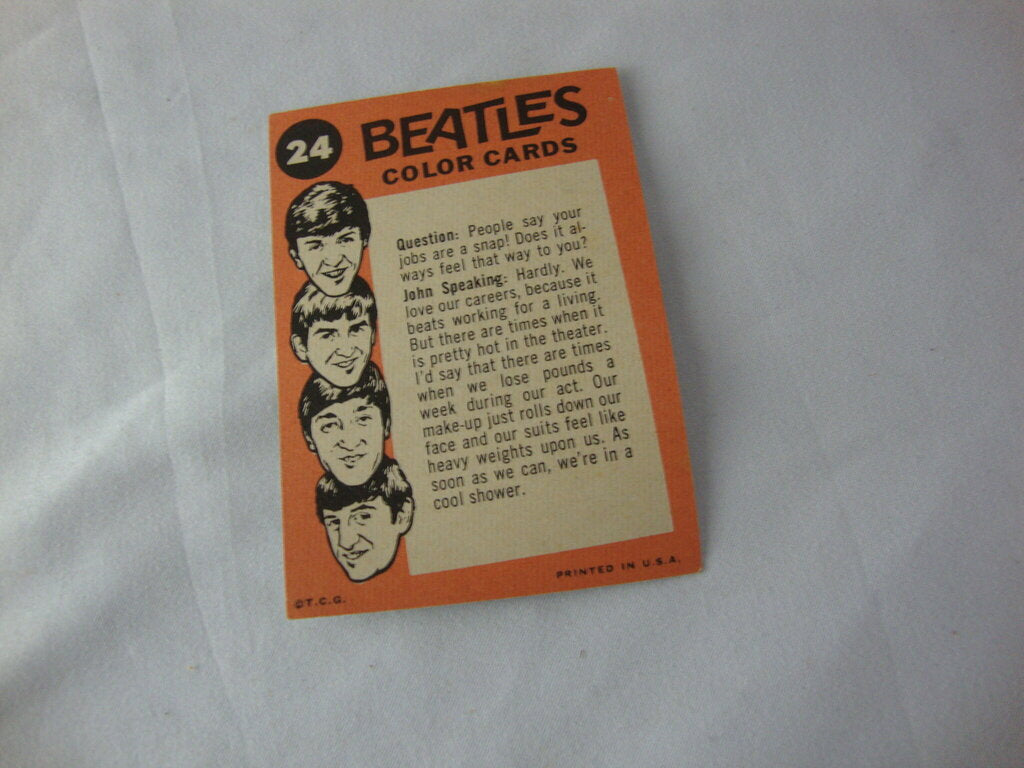 24
BEATLES
COLOR CARDS
Question: People say your
jobs are a snap! Does it al-
ways feel that way to you?
John Speaking: Hardly. We
love our careers, because it
beats working for a living.
But there are times when it
is pretty hot in the theater.
I'd say that there are times
when we lose pounds a
week during our act. Our
make-up just rolls down our
face and our suits feel like
heavy weights upon us. As
soon as we can, we're in a
cool shower.
©T.C.G.
PRINTED IN U.S.A.